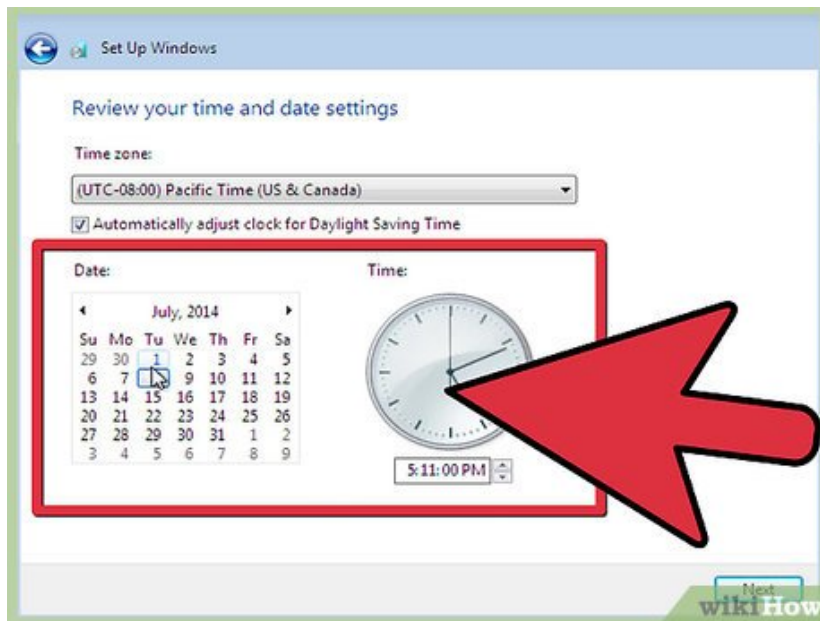 Set Up Windows
Review your time and date settings
Time zone:
(UTC-08:00) Pacific Time (US & Canada)
Automatically adjust clock for Daylight Saving Time
Date:
Time:
July, 2014
Su Mo Tu We Th Fr Sa
29 30 1 2 3 4 5
6 7 9 10 11 12
13 14 15 16 17 18 19
20 21 22 23 24 25 26
27 28 29 30 31 1 2
3 4 5 6 7 8 9
5:11:00 PM
Next
wikiHow